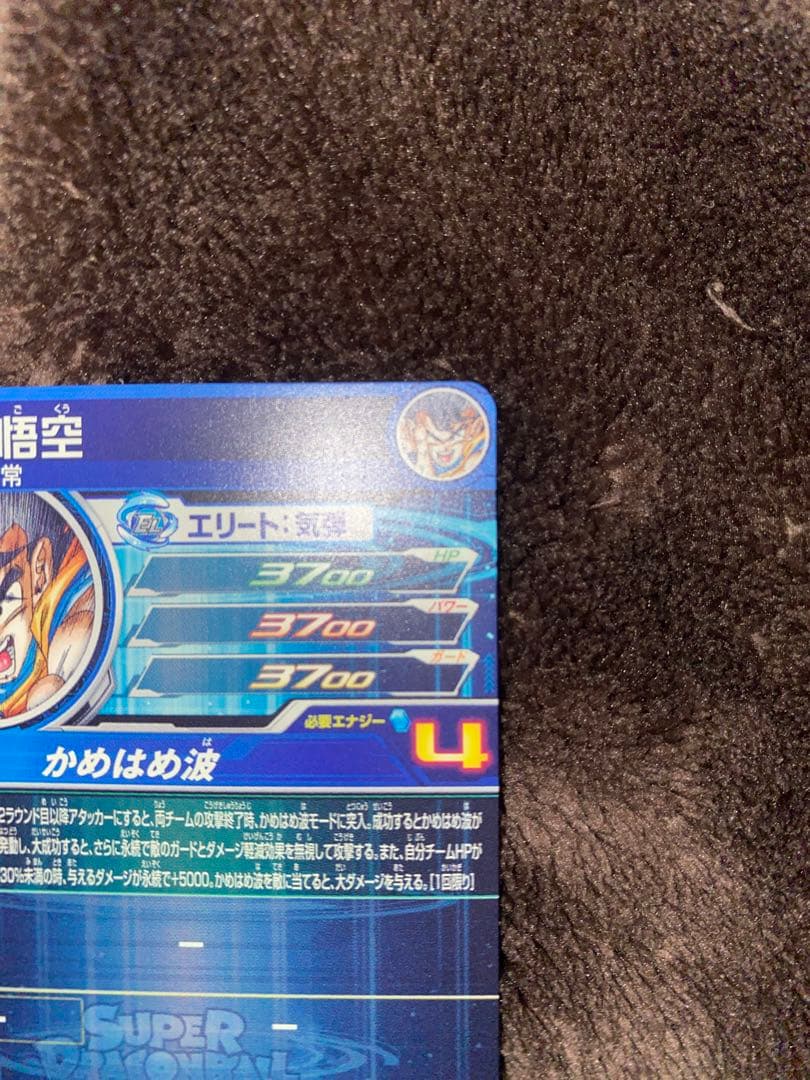 悟空
常
EL エリート:気弾
HP
3700
パワー
3700
ガード
3700
必要エナジー 4
かめはめ波
2ラウンド目以降アタッカーにすると、両チームの攻撃終了時、かめはめ波モードに突入。成功するとかめはめ波が
発動し、大成功すると、さらに永続で敵のガードとダメージ軽減効果を無視して攻撃する。また、自分チームHPが
30%未満の時、与えるダメージが永続で+5000。かめはめ波を敵に当てると、大ダメージを与える。[1回限り]
SUPER
DRAGONBALL